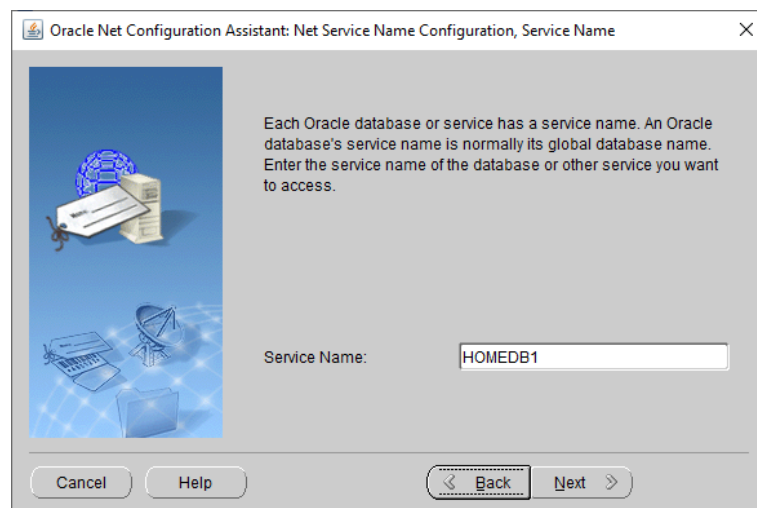 Oracle Net Configuration Assistant: Net Service Name Configuration, Service Name
Each Oracle database or service has a service name. An Oracle
database's service name is normally its global database name.
Enter the service name of the database or other service you want
to access.
Service Name: HOMEDB1
Cancel Help Back Next